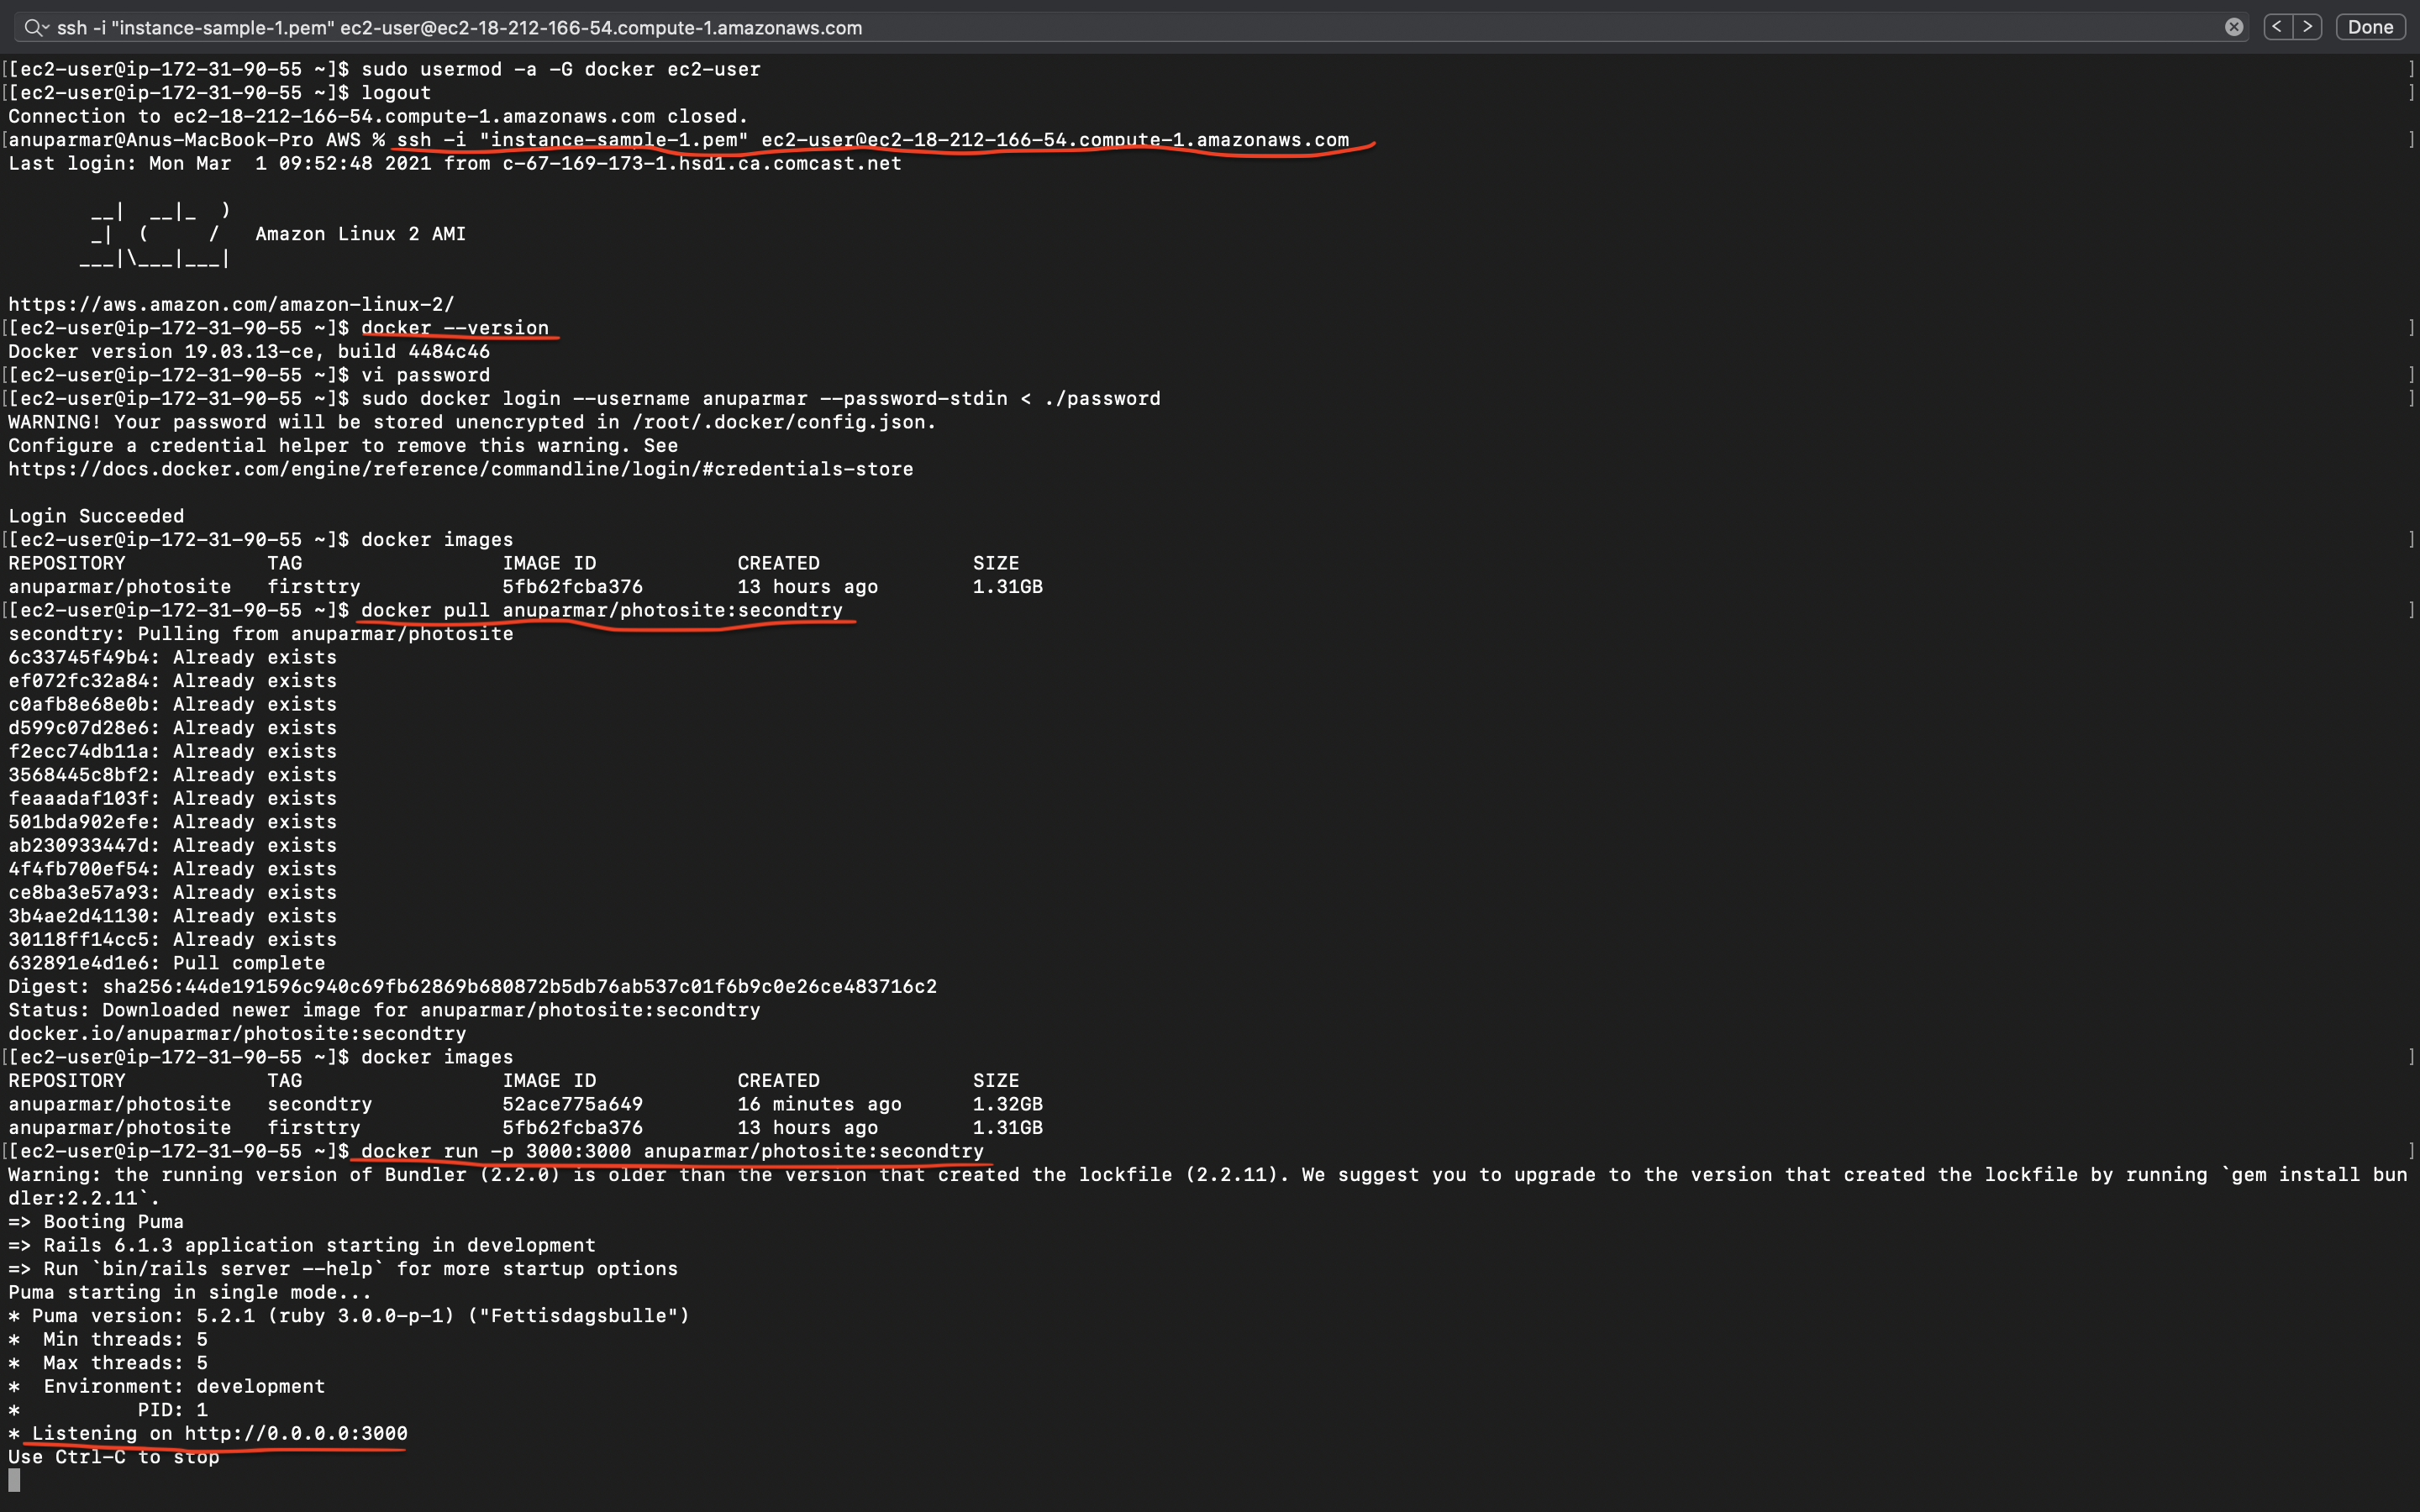 ssh -i "instance-sample-1.pem" ec2-user@ec2-18-212-166-54.compute-1.amazonaws.com
< > Done
[[ec2-user@ip-172-31-90-55 ~]$ sudo usermod -a -G docker ec2-user ]
[[ec2-user@ip-172-31-90-55 ~]$ logout ]
Connection to ec2-18-212-166-54.compute-1.amazonaws.com closed.
[anuparmar@Anus-MacBook-Pro AWS % ssh -i "instance-sample-1.pem" ec2-user@ec2-18-212-166-54.compute-1.amazonaws.com ]
Last login: Mon Mar  1 09:52:48 2021 from c-67-169-173-1.hsd1.ca.comcast.net

       __|  __|_  )
       _|  (     /   Amazon Linux 2 AMI
      ___|\___|___|

https://aws.amazon.com/amazon-linux-2/
[[ec2-user@ip-172-31-90-55 ~]$ docker --version ]
Docker version 19.03.13-ce, build 4484c46
[[ec2-user@ip-172-31-90-55 ~]$ vi password ]
[[ec2-user@ip-172-31-90-55 ~]$ sudo docker login --username anuparmar --password-stdin < ./password ]
WARNING! Your password will be stored unencrypted in /root/.docker/config.json.
Configure a credential helper to remove this warning. See
https://docs.docker.com/engine/reference/commandline/login/#credentials-store

Login Succeeded
[[ec2-user@ip-172-31-90-55 ~]$ docker images ]
REPOSITORY            TAG                 IMAGE ID            CREATED             SIZE
anuparmar/photosite   firsttry            5fb62fcba376        13 hours ago        1.31GB
[[ec2-user@ip-172-31-90-55 ~]$ docker pull anuparmar/photosite:secondtry ]
secondtry: Pulling from anuparmar/photosite
6c33745f49b4: Already exists
ef072fc32a84: Already exists
c0afb8e68e0b: Already exists
d599c07d28e6: Already exists
f2ecc74db11a: Already exists
3568445c8bf2: Already exists
feaaadaf103f: Already exists
501bda902efe: Already exists
ab230933447d: Already exists
4f4fb700ef54: Already exists
ce8ba3e57a93: Already exists
3b4ae2d41130: Already exists
30118ff14cc5: Already exists
632891e4d1e6: Pull complete
Digest: sha256:44de191596c940c69fb62869b680872b5db76ab537c01f6b9c0e26ce483716c2
Status: Downloaded newer image for anuparmar/photosite:secondtry
docker.io/anuparmar/photosite:secondtry
[[ec2-user@ip-172-31-90-55 ~]$ docker images ]
REPOSITORY            TAG                 IMAGE ID            CREATED             SIZE
anuparmar/photosite   secondtry           52ace775a649        16 minutes ago      1.32GB
anuparmar/photosite   firsttry            5fb62fcba376        13 hours ago        1.31GB
[[ec2-user@ip-172-31-90-55 ~]$ docker run -p 3000:3000 anuparmar/photosite:secondtry ]
Warning: the running version of Bundler (2.2.0) is older than the version that created the lockfile (2.2.11). We suggest you to upgrade to the version that created the lockfile by running `gem install bun
dler:2.2.11`.
=> Booting Puma
=> Rails 6.1.3 application starting in development
=> Run `bin/rails server --help` for more startup options
Puma starting in single mode...
* Puma version: 5.2.1 (ruby 3.0.0-p-1) ("Fettisdagsbulle")
*  Min threads: 5
*  Max threads: 5
*  Environment: development
*          PID: 1
* Listening on http://0.0.0.0:3000
Use Ctrl-C to stop